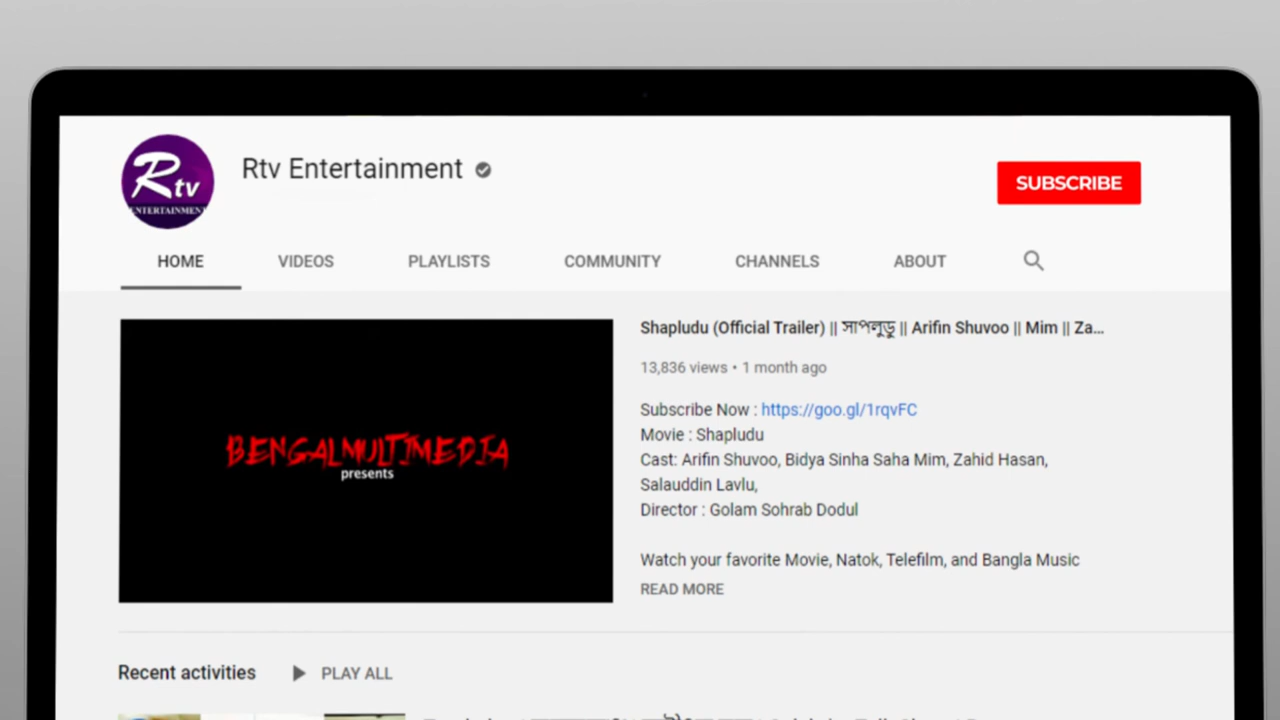 Rtv
ENTERTAINMENT
Rtv Entertainment
SUBSCRIBE
HOME VIDEOS PLAYLISTS COMMUNITY CHANNELS ABOUT
Shapludu (Official Trailer) || সাপলুডু || Arifin Shuvoo || Mim || Za...
13,836 views • 1 month ago
BENGALMULTIMEDIA
presents
Subscribe Now : https://goo.gl/1rqvFC
Movie : Shapludu
Cast: Arifin Shuvoo, Bidya Sinha Saha Mim, Zahid Hasan,
Salauddin Lavlu,
Director : Golam Sohrab Dodul
Watch your favorite Movie, Natok, Telefilm, and Bangla Music
READ MORE
Recent activities PLAY ALL